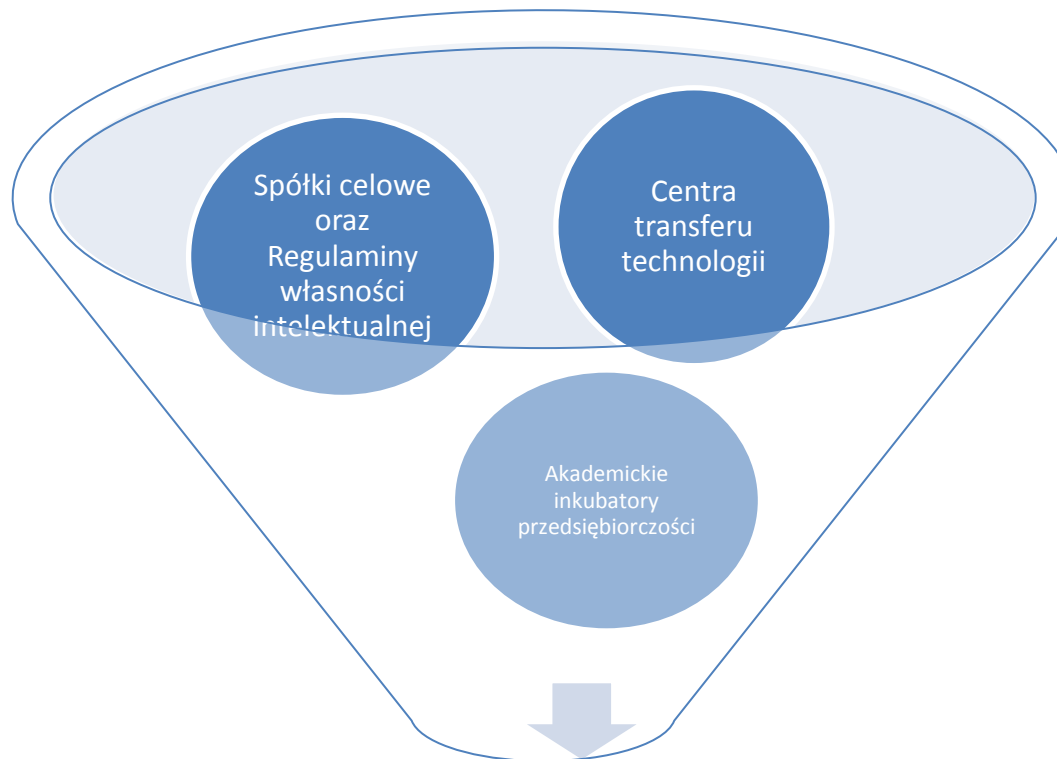 Spółki celowe
oraz
Regulaminy
własności
intelektualnej
Centra
transferu
technologii
Akademickie
inkubatory
przedsiębiorczości